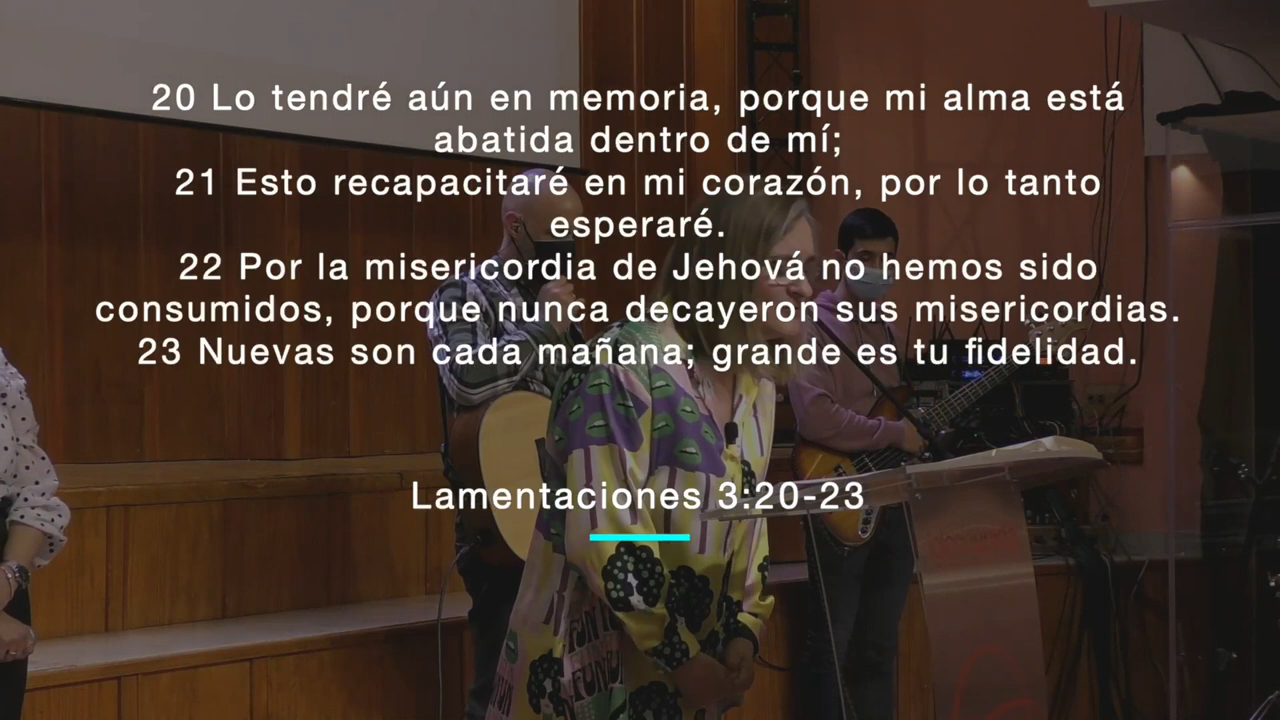 20 Lo tendré aún en memoria, porque mi alma está
abatida dentro de mí;
21 Esto recapacitaré en mi corazón, por lo tanto
esperaré.
22 Por la misericordia de Jehová no hemos sido
consumidos, porque nunca decayeron sus misericordias.
23 Nuevas son cada mañana; grande es tu fidelidad.
Lamentaciones 3:20-23